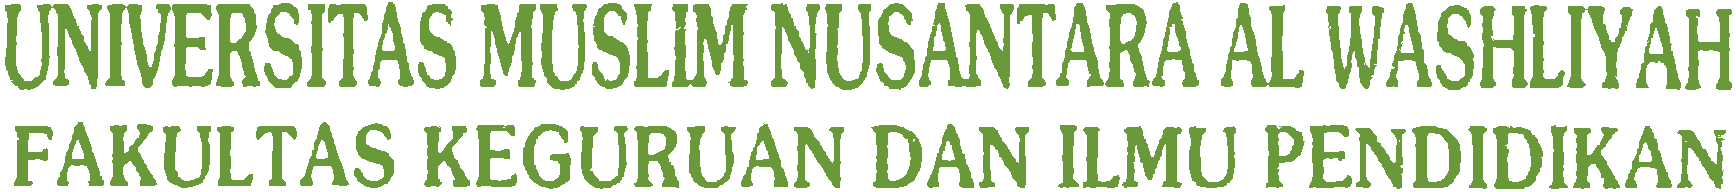 UNIVERSITAS MUSLIM NUSANTARA AL WASHLIYAH
FAKULTAS KEGURUAN DAN ILMU PENDIDIKAN